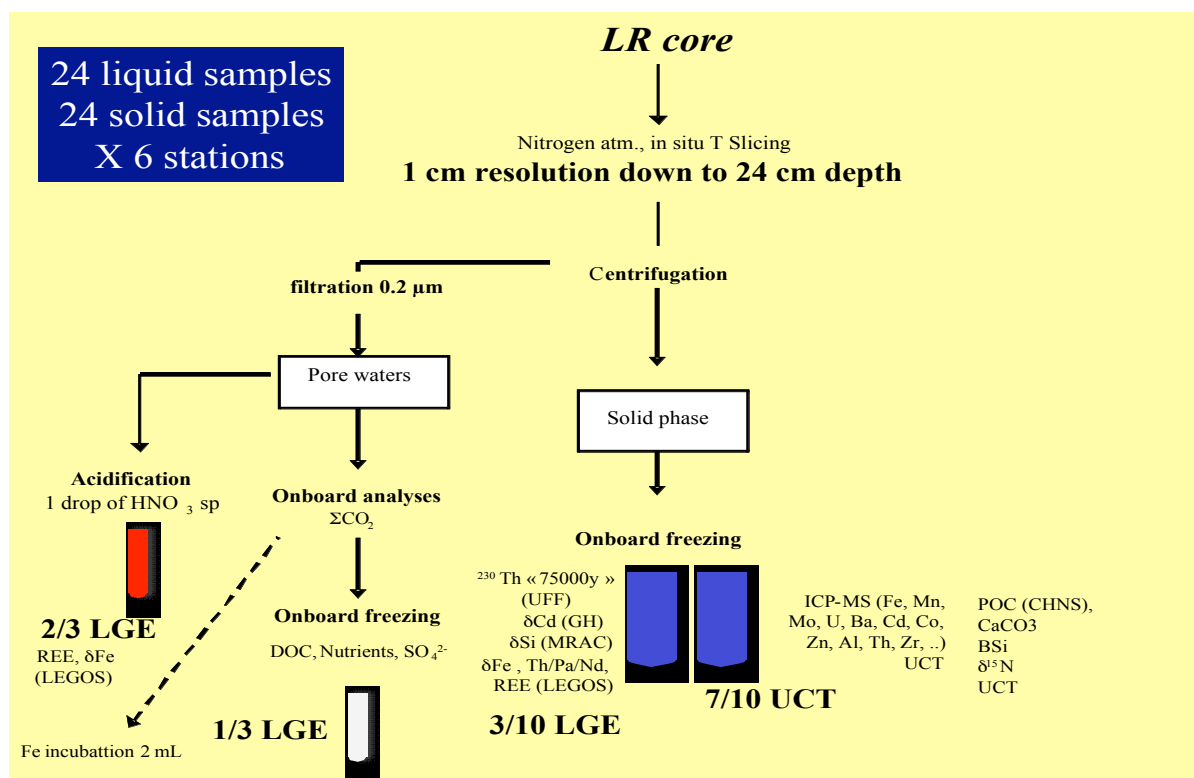 LR core
24 liquid samples
24 solid samples
X 6 stations
Nitrogen atm., in situ T Slicing
1 cm resolution down to 24 cm depth
Centrifugation
filtration 0.2 µm
Pore waters
Solid phase
Acidification
1 drop of HNO3 sp
2/3 LGE
REE, δFe
(LEGOS)
Onboard analyses
ΣCO2
Onboard freezing
DOC, Nutrients, SO4²⁻
1/3 LGE
Fe incubattion 2 mL
Onboard freezing
²³⁰Th « 75000y »
(UFF)
δCd (GH)
δSi (MRAC)
δFe , Th/Pa/Nd,
REE (LEGOS)
3/10 LGE
7/10 UCT
ICP-MS (Fe, Mn,
Mo, U, Ba, Cd, Co,
Zn, Al, Th, Zr, ..)
UCT
POC (CHNS),
CaCO3
BSi
δ¹⁵N
UCT